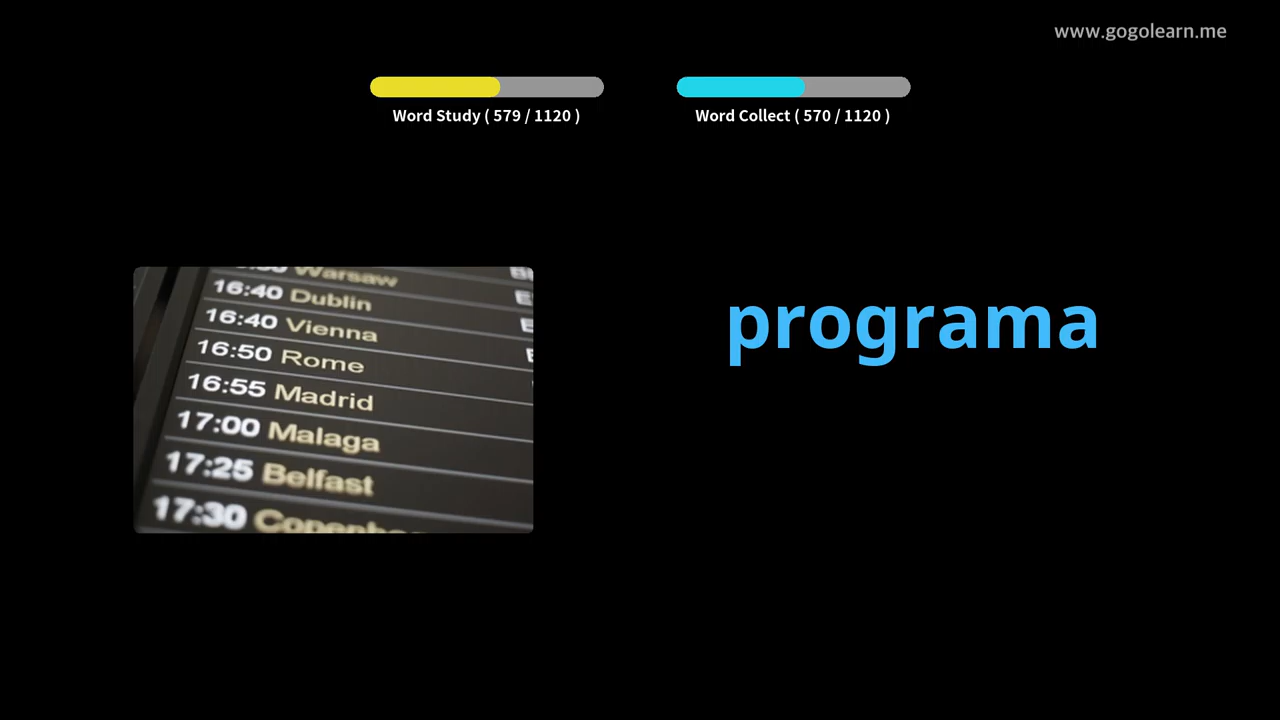 www.gogolearn.me
Word Study ( 579 / 1120 )
Word Collect ( 570 / 1120 )
Warsaw
16:40 Dublin
16:40 Vienna
16:50 Rome
16:55 Madrid
17:00 Malaga
17:25 Belfast
17:30
programa